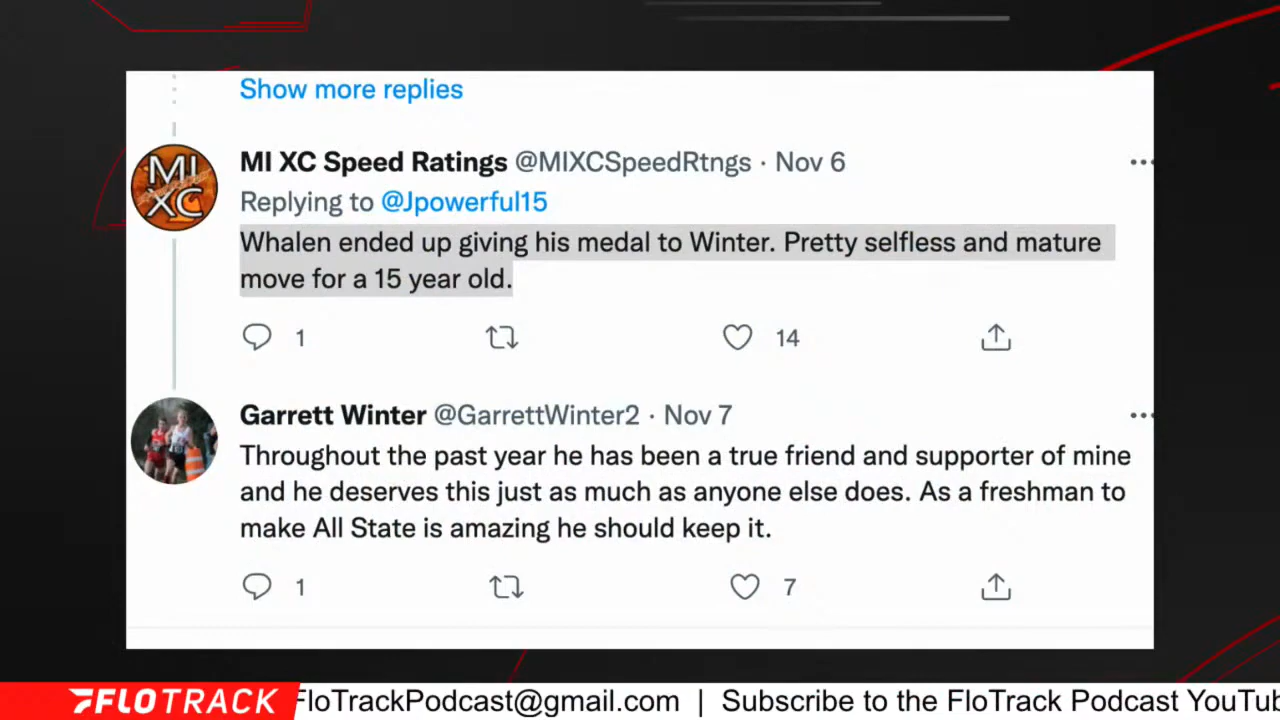 Show more replies
MI XC Speed Ratings @MIXCSpeedRtngs · Nov 6
MI
XC
Replying to @Jpowerful15
Whalen ended up giving his medal to Winter. Pretty selfless and mature
move for a 15 year old.
1 14
Garrett Winter @GarrettWinter2 · Nov 7
Throughout the past year he has been a true friend and supporter of mine
and he deserves this just as much as anyone else does. As a freshman to
make All State is amazing he should keep it.
1 7
FLOTRACK FloTrackPodcast@gmail.com | Subscribe to the FloTrack Podcast YouTub